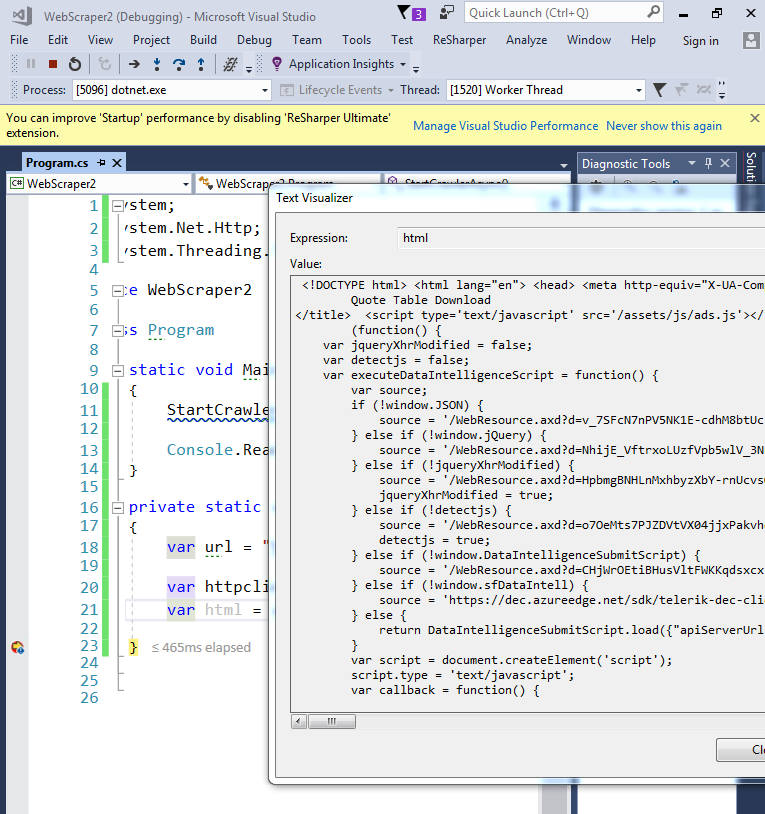 WebScraper2 (Debugging) - Microsoft Visual Studio
3
Quick Launch (Ctrl+Q)
File Edit View Project Build Debug Team Tools Test ReSharper Analyze Window Help Sign in
Application Insights
Process: [5096] dotnet.exe Lifecycle Events Thread: [1520] Worker Thread
You can improve 'Startup' performance by disabling 'ReSharper Ultimate'
extension.
Manage Visual Studio Performance Never show this again
Program.cs
Diagnostic Tools
Solut
C# WebScraper2
WebScraper2.Program
StartCrawlerAsync()
1 ystem;
2 ystem.Net.Http;
3 ystem.Threading.
4
5 ce WebScraper2
6
7 ss Program
8
9 static void Mai
10 {
11 StartCrawle
12
13 Console.Rea
14 }
15
16 private static
17 {
18 var url = "
19
20 var httpcli
21 var html =
22
23 } ≤ 465ms elapsed
24
25
26
Text Visualizer
Expression: html
Value:
<!DOCTYPE html> <html lang="en"> <head> <meta http-equiv="X-UA-Com
Quote Table Download
</title> <script type='text/javascript' src='/assets/js/ads.js'></
(function() {
var jqueryXhrModified = false;
var detectjs = false;
var executeDataIntelligenceScript = function() {
var source;
if (!window.JSON) {
source = '/WebResource.axd?d=v_7SFcN7nPV5NK1E-cdhM8btUc
} else if (!window.jQuery) {
source = '/WebResource.axd?d=NhijE_VftrxoLUzfVpb5wlV_3N
} else if (!jqueryXhrModified) {
source = '/WebResource.axd?d=HpbmgBNHLnMxhbyzXbY-rnUcvs
jqueryXhrModified = true;
} else if (!detectjs) {
source = '/WebResource.axd?d=o7OeMts7PJZDVtVX04jjxPakvh
detectjs = true;
} else if (!window.DataIntelligenceSubmitScript) {
source = '/WebResource.axd?d=CHjWrOEtiBHusVltFWKKqdsxcx
} else if (!window.sfDataIntell) {
source = 'https://dec.azureedge.net/sdk/telerik-dec-cli
} else {
return DataIntelligenceSubmitScript.load({"apiServerUrl
}
var script = document.createElement('script');
script.type = 'text/javascript';
var callback = function() {
Clo